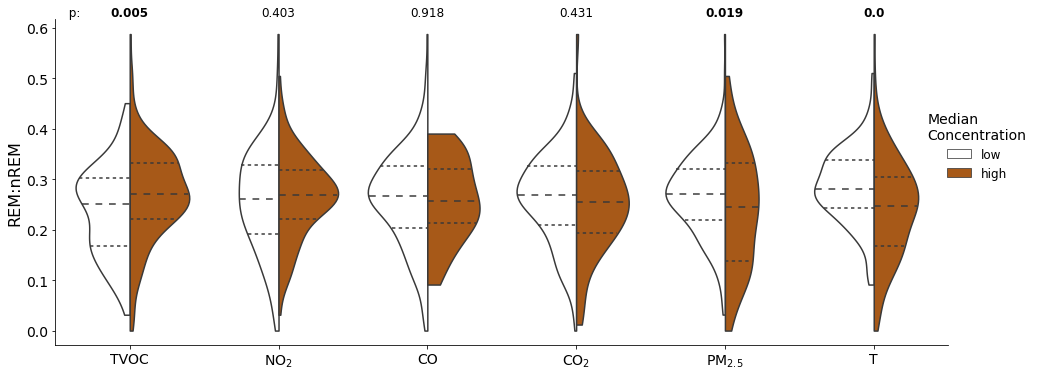 p: 0.005 0.403 0.918 0.431 0.019 0.0
0.6
0.5
0.4
0.3
0.2
0.1
0.0
REM:nREM
Median
Concentration
low
high
TVOC NO₂ CO CO₂ PM₂.₅ T